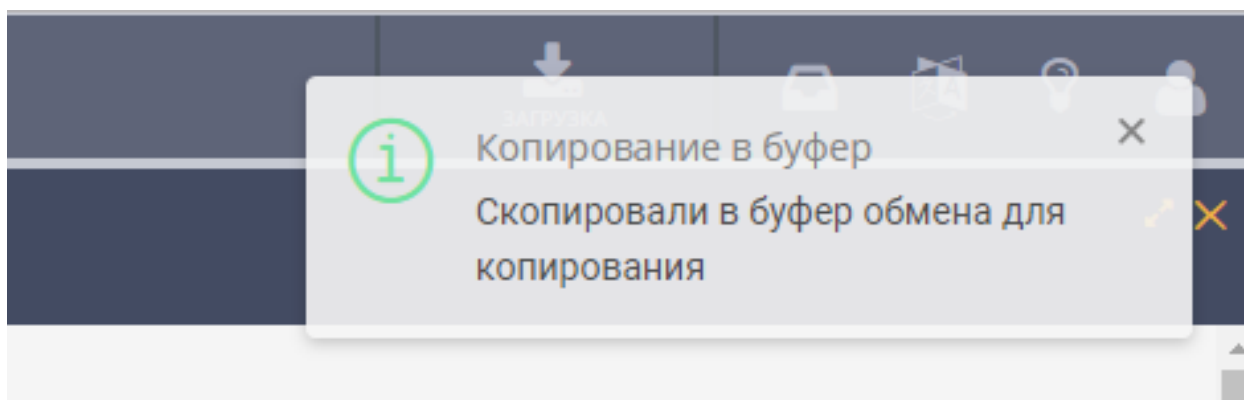 ЗАГРУЗКА
Копирование в буфер
Скопировали в буфер обмена для
копирования